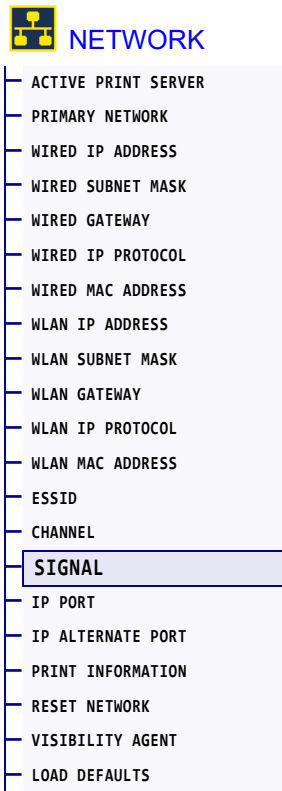 NETWORK
ACTIVE PRINT SERVER
PRIMARY NETWORK
WIRED IP ADDRESS
WIRED SUBNET MASK
WIRED GATEWAY
WIRED IP PROTOCOL
WIRED MAC ADDRESS
WLAN IP ADDRESS
WLAN SUBNET MASK
WLAN GATEWAY
WLAN IP PROTOCOL
WLAN MAC ADDRESS
ESSID
CHANNEL
SIGNAL
IP PORT
IP ALTERNATE PORT
PRINT INFORMATION
RESET NETWORK
VISIBILITY AGENT
LOAD DEFAULTS